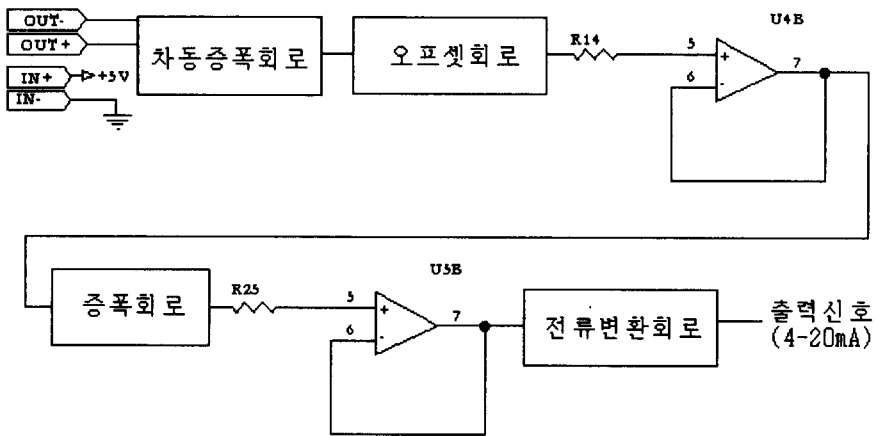 OUT-
OUT+
IN+
+5V
IN-
차동증폭회로
오프셋회로
R14
5
6
7
U4B
증폭회로
R25
5
6
7
U5B
전류변환회로
출력신호
(4-20mA)